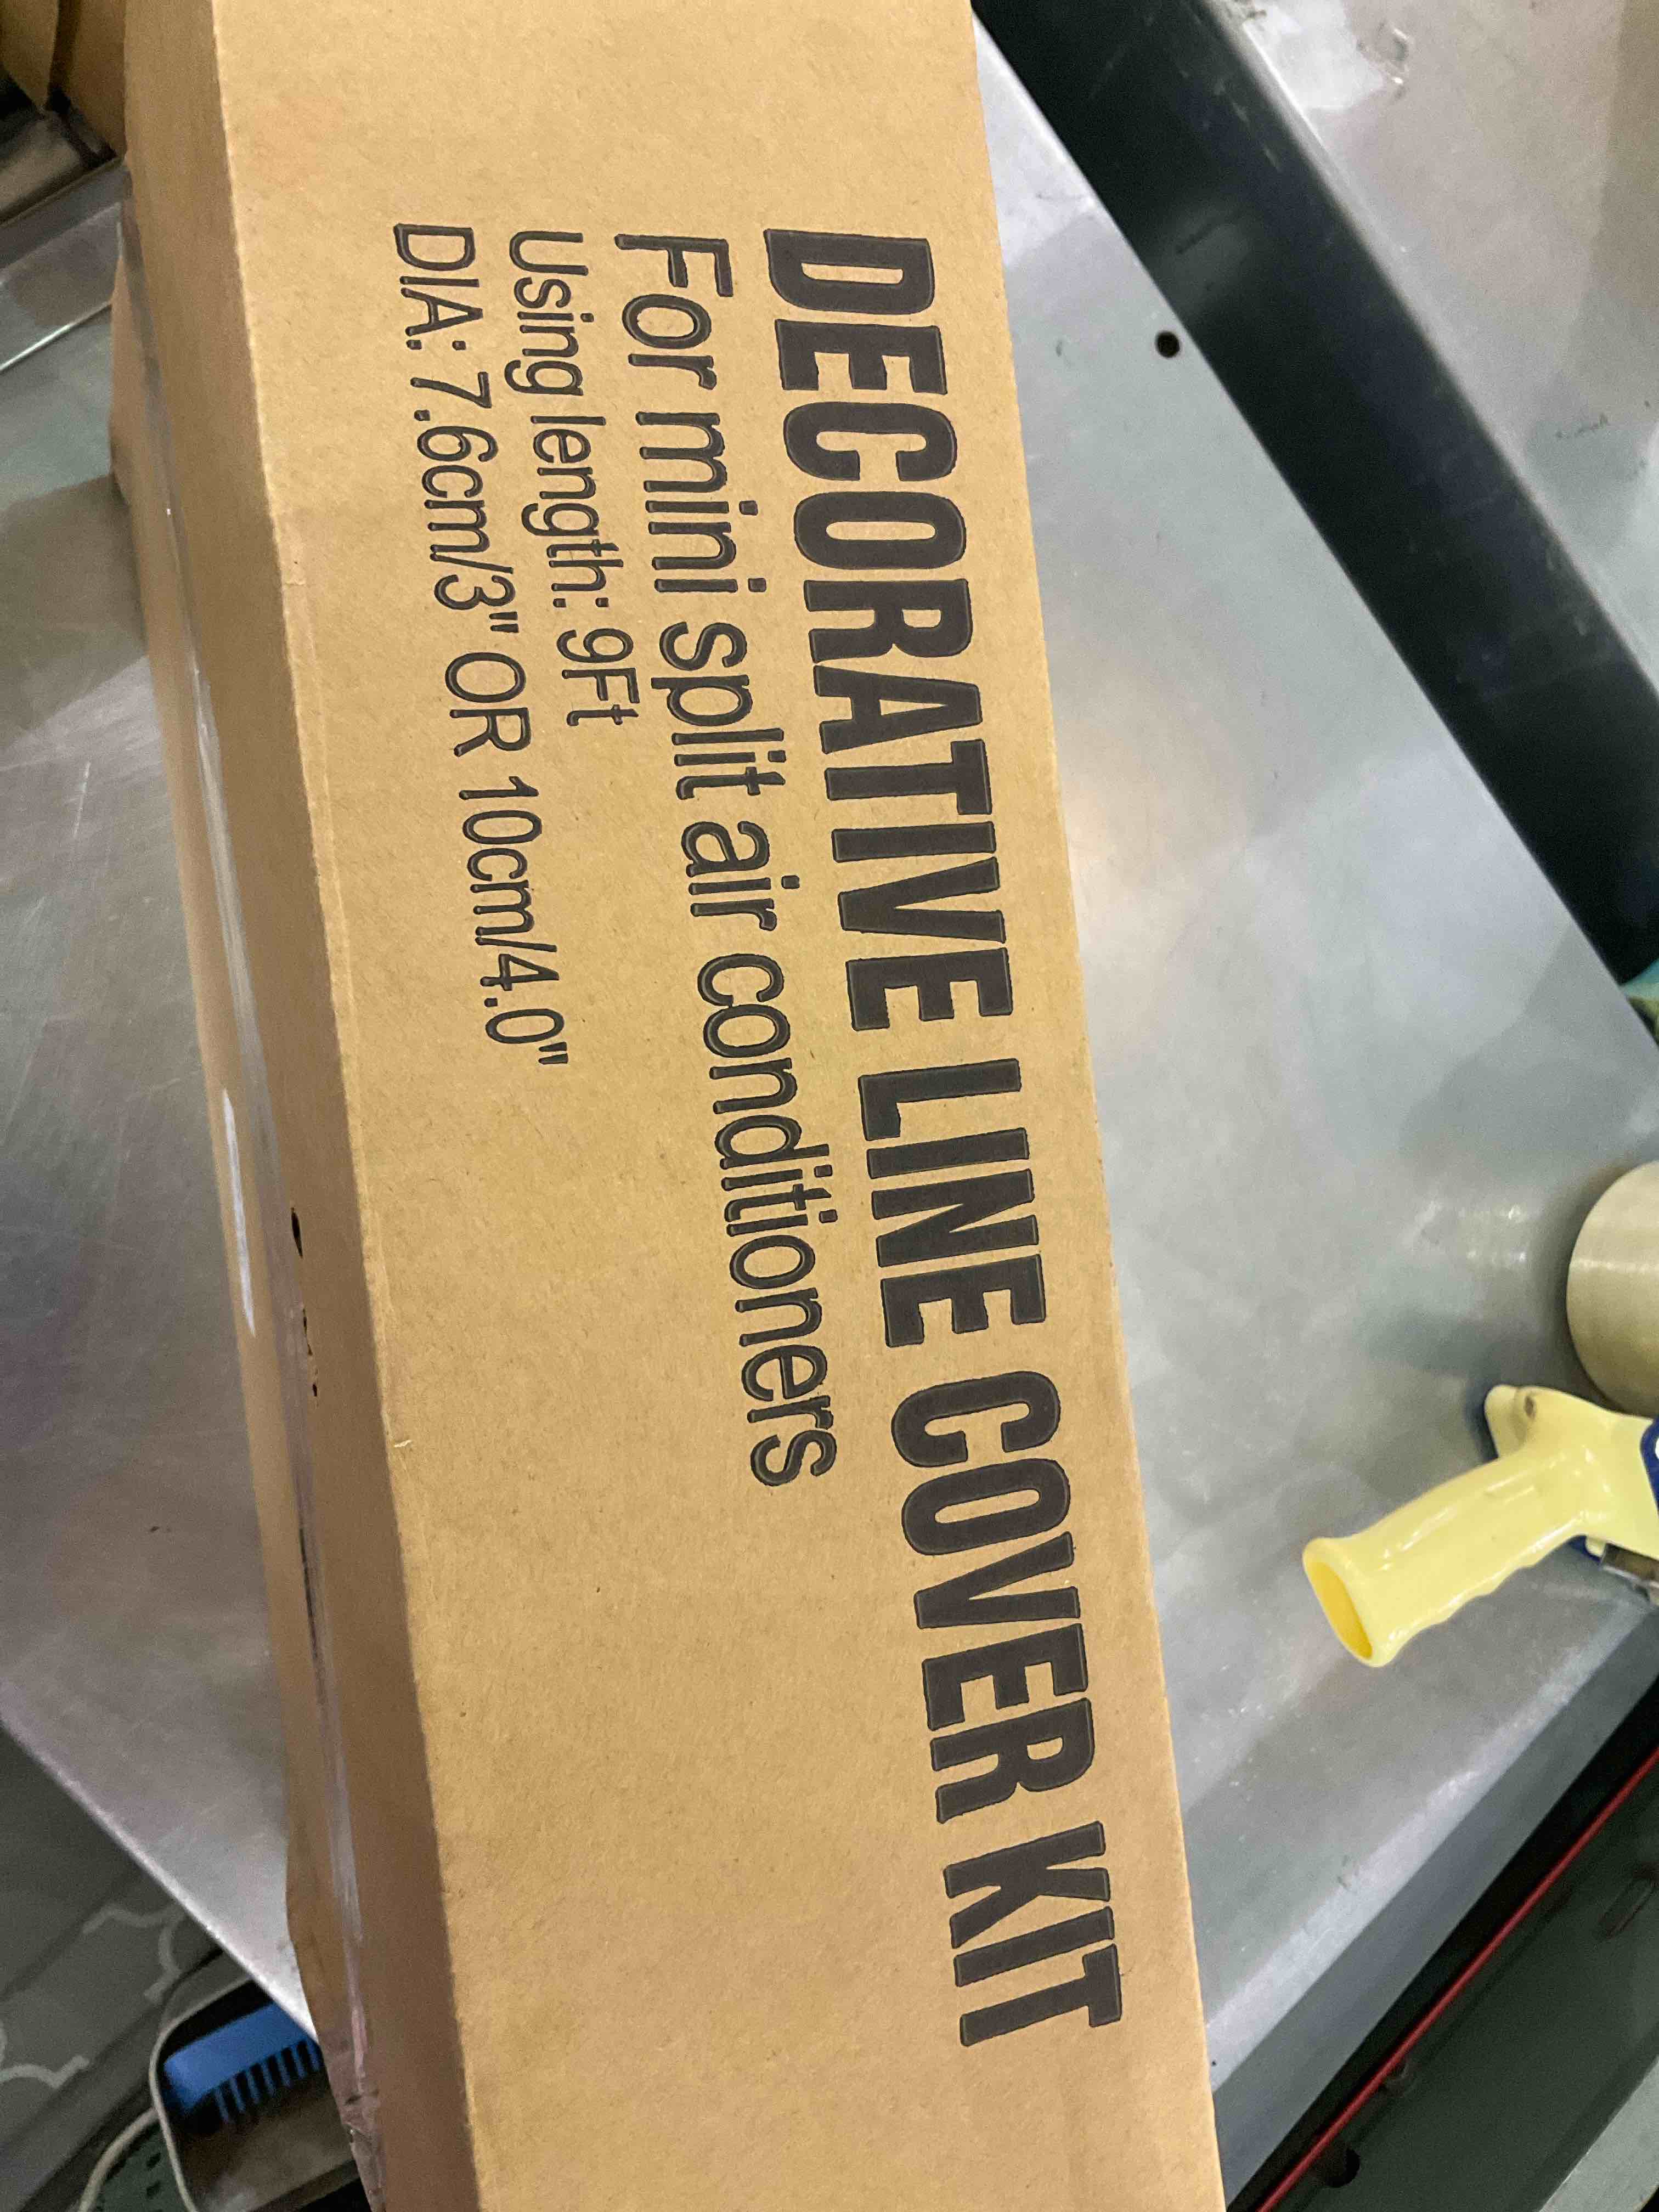 DECORATIVE LINE COVER KIT
For mini split air conditioners
Using length: 9Ft
DIA: 7.6cm/3" OR 10cm/4.0"